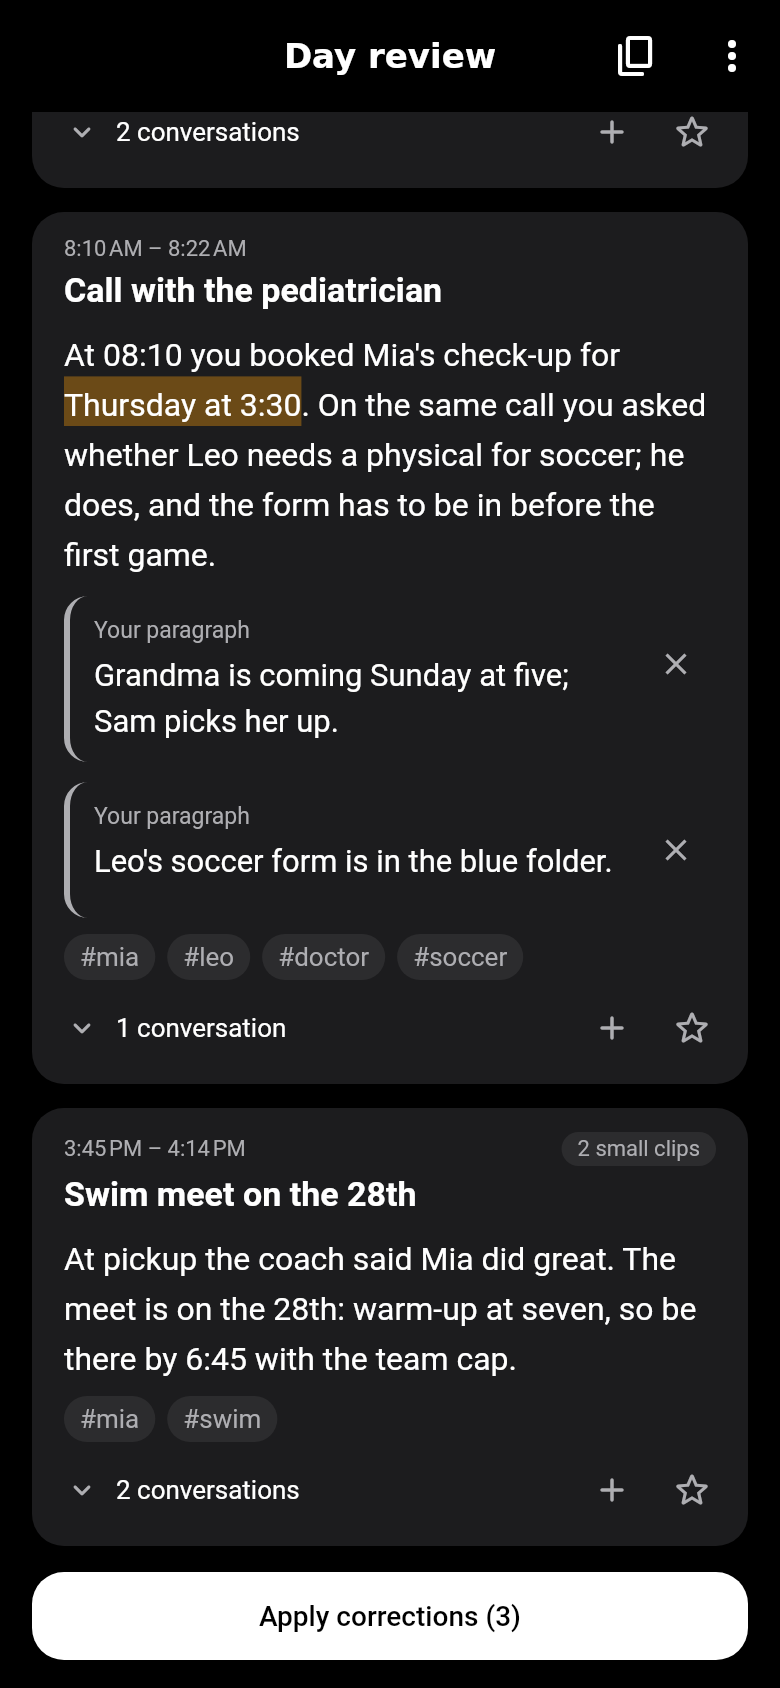 Day review
2 conversations
8:10 AM – 8:22 AM
Call with the pediatrician
At 08:10 you booked Mia's check-up for
Thursday at 3:30. On the same call you asked
whether Leo needs a physical for soccer; he
does, and the form has to be in before the
first game.
Your paragraph
Grandma is coming Sunday at five;
Sam picks her up.
Your paragraph
Leo's soccer form is in the blue folder.
#mia #leo #doctor #soccer
1 conversation
3:45 PM – 4:14 PM 2 small clips
Swim meet on the 28th
At pickup the coach said Mia did great. The
meet is on the 28th: warm-up at seven, so be
there by 6:45 with the team cap.
#mia #swim
2 conversations
Apply corrections (3)